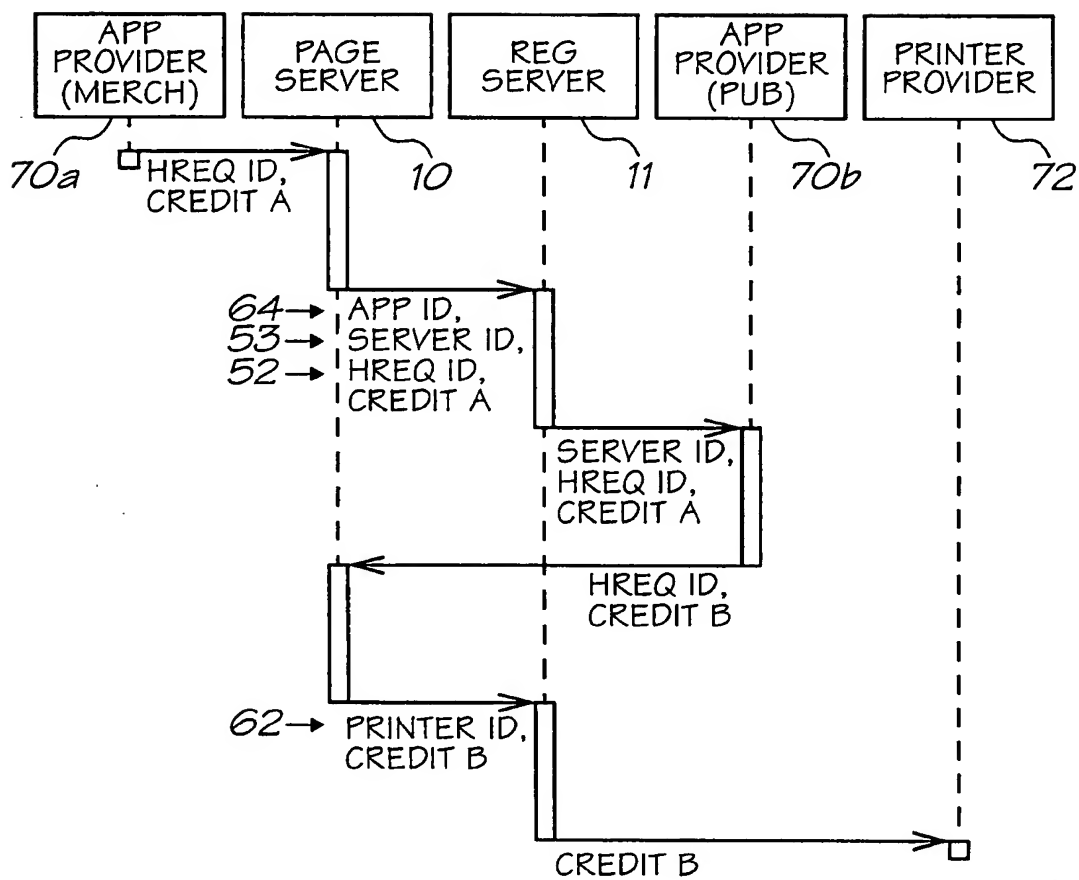 APP
PROVIDER
(MERCH)
PAGE
SERVER
REG
SERVER
APP
PROVIDER
(PUB)
PRINTER
PROVIDER
70a
10
11
70b
72
HREQ ID,
CREDIT A
64 → APP ID,
53 → SERVER ID,
52 → HREQ ID,
CREDIT A
SERVER ID,
HREQ ID,
CREDIT A
HREQ ID,
CREDIT B
62 → PRINTER ID,
CREDIT B
CREDIT B